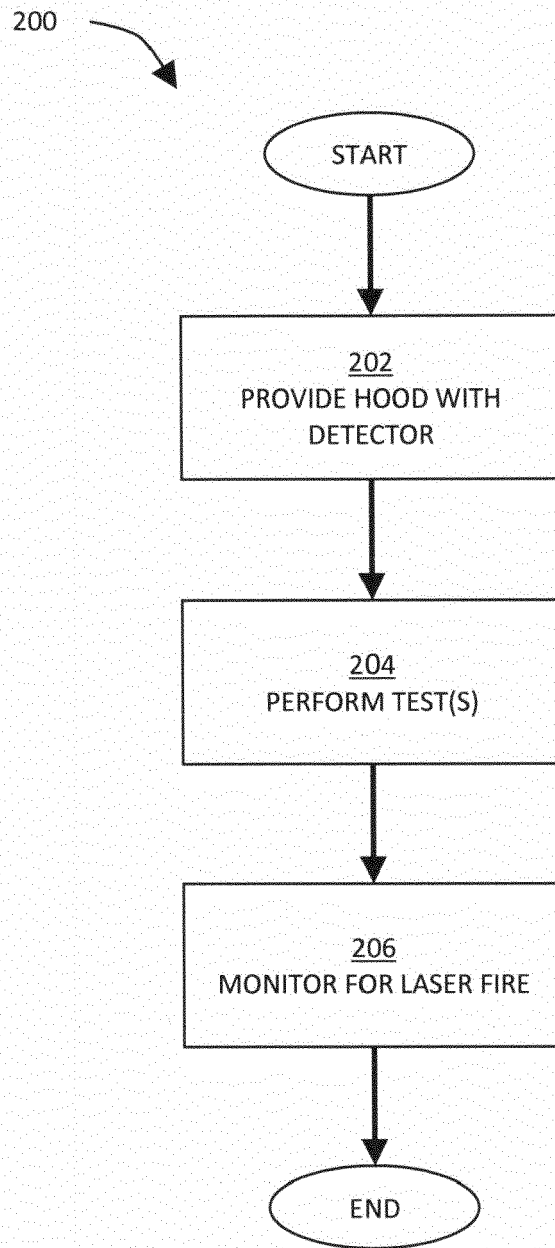 200
START
202
PROVIDE HOOD WITH
DETECTOR
204
PERFORM TEST(S)
206
MONITOR FOR LASER FIRE
END